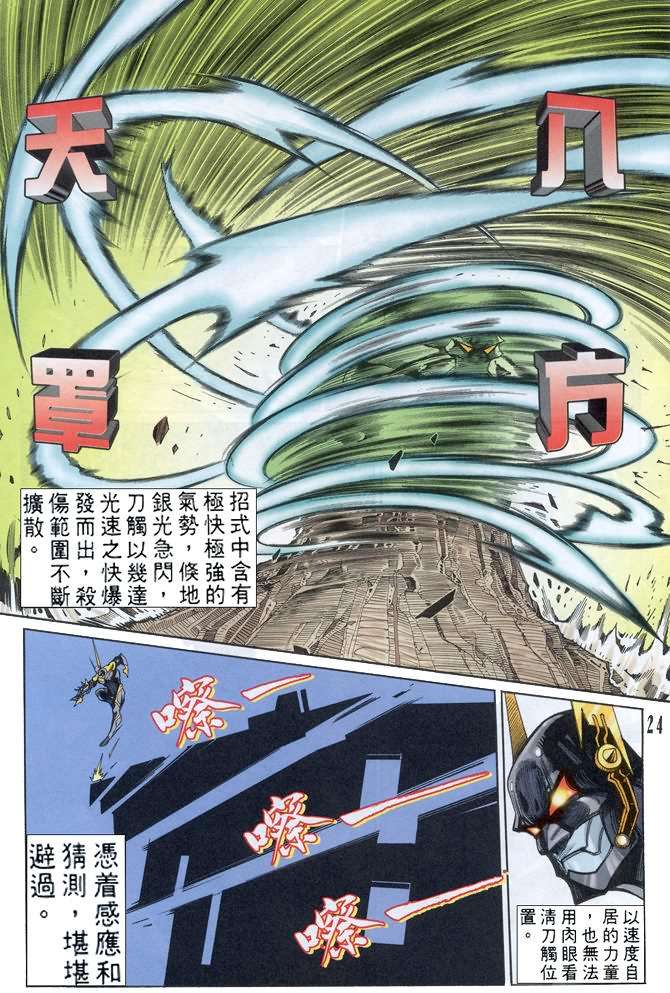 八方
天罩
招式中含有
極快極強的
氣勢，倏地
銀光急閃，
刀觸以幾達
光速之快爆
發而出，殺
傷範圍不斷
擴散。
24
以速度自
居的力童
，也無法
用肉眼看
淸刀觸位
置。
嚓一
嚓一
嚓一
憑着感應和
猜測，堪堪
避過。